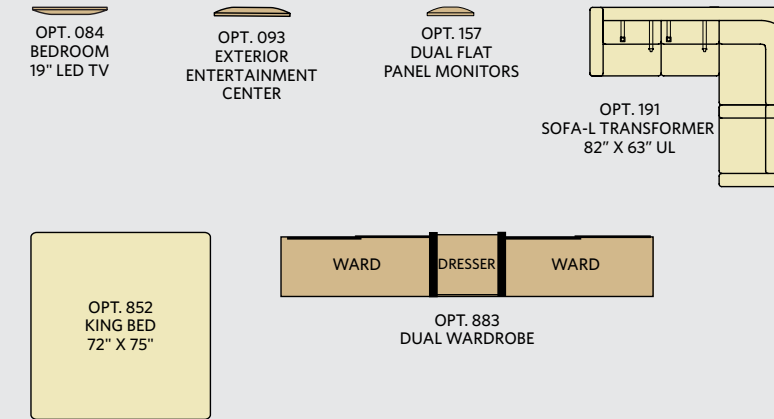 OPT. 084
BEDROOM
19" LED TV
OPT. 093
EXTERIOR
ENTERTAINMENT
CENTER
OPT. 157
DUAL FLAT
PANEL MONITORS
OPT. 191
SOFA-L TRANSFORMER
82” X 63” UL
OPT. 852
KING BED
72" X 75"
WARD
DRESSER
WARD
OPT. 883
DUAL WARDROBE